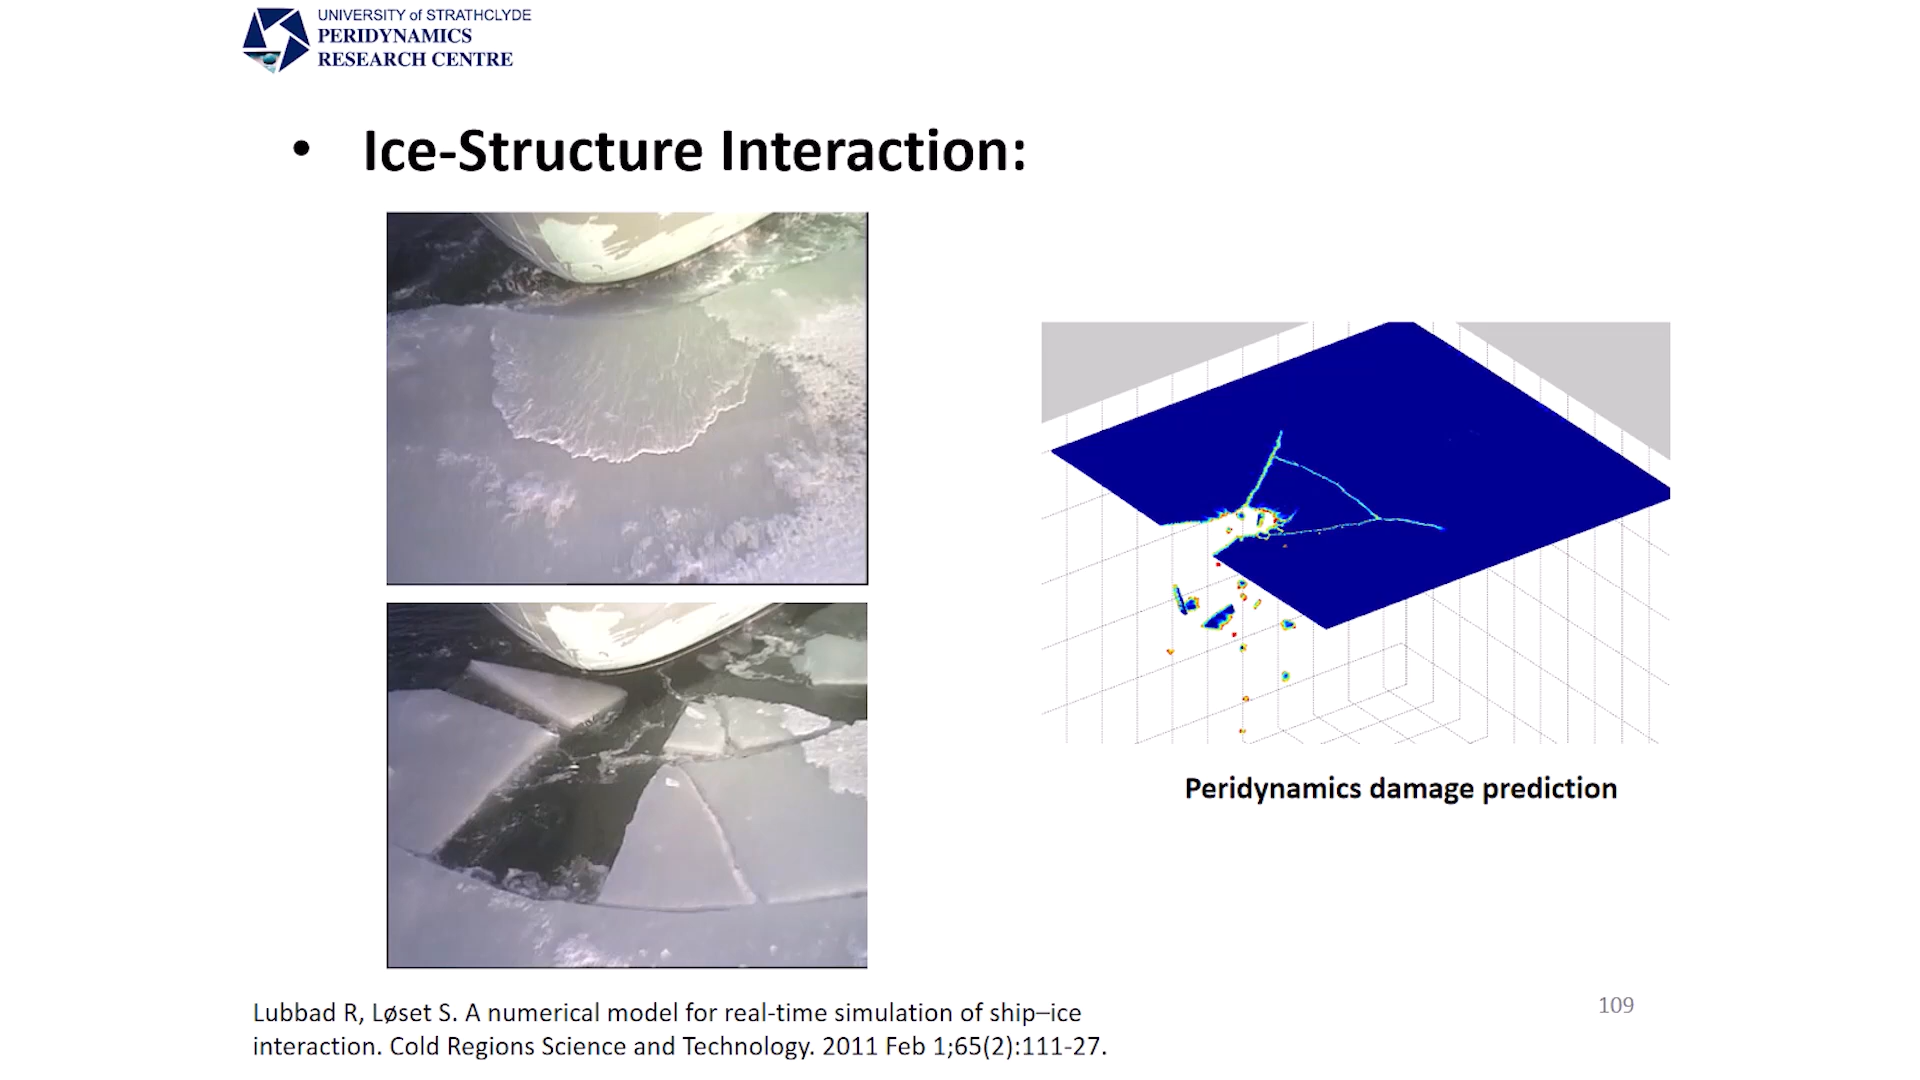 UNIVERSITY of STRATHCLYDE
PERIDYNAMICS
RESEARCH CENTRE
• Ice-Structure Interaction:
Peridynamics damage prediction
Lubbad R, Løset S. A numerical model for real-time simulation of ship–ice
interaction. Cold Regions Science and Technology. 2011 Feb 1;65(2):111-27.
109